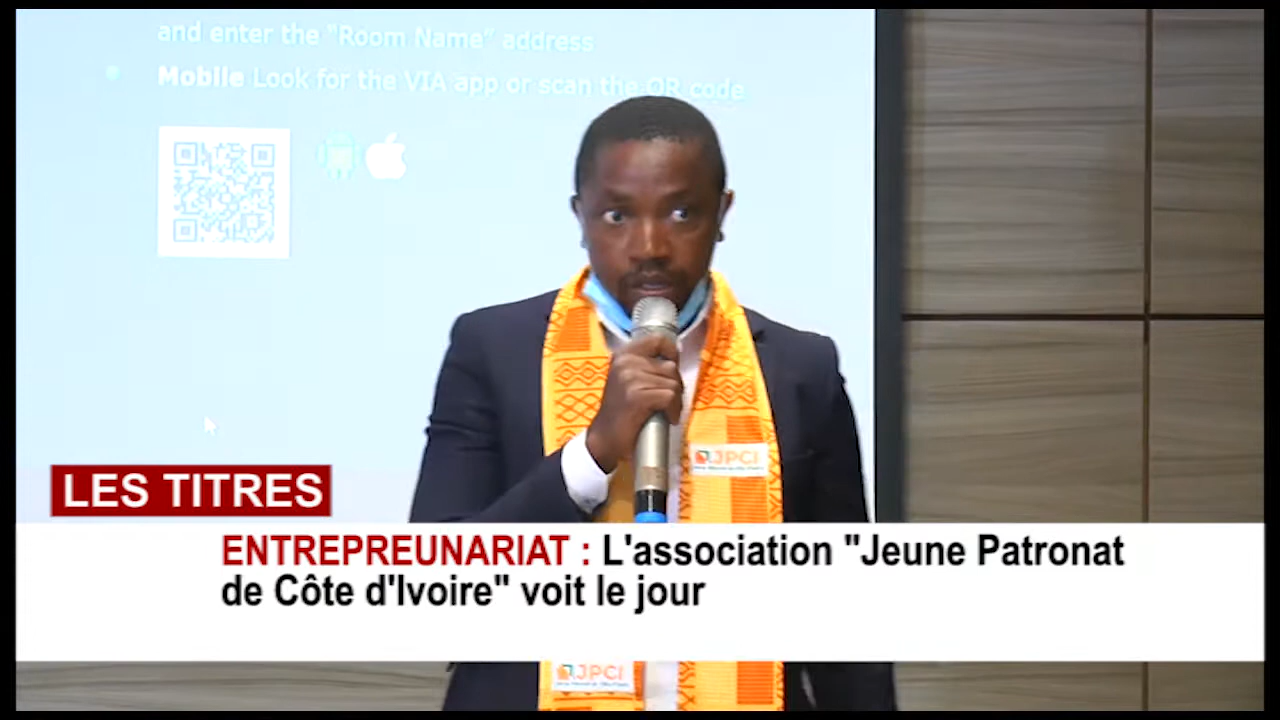 and enter the "Room Name" address
Mobile Look for the VIA app or scan the QR code
JPCI
LES TITRES
ENTREPREUNARIAT : L'association "Jeune Patronat
de Côte d'Ivoire" voit le jour
JPCI